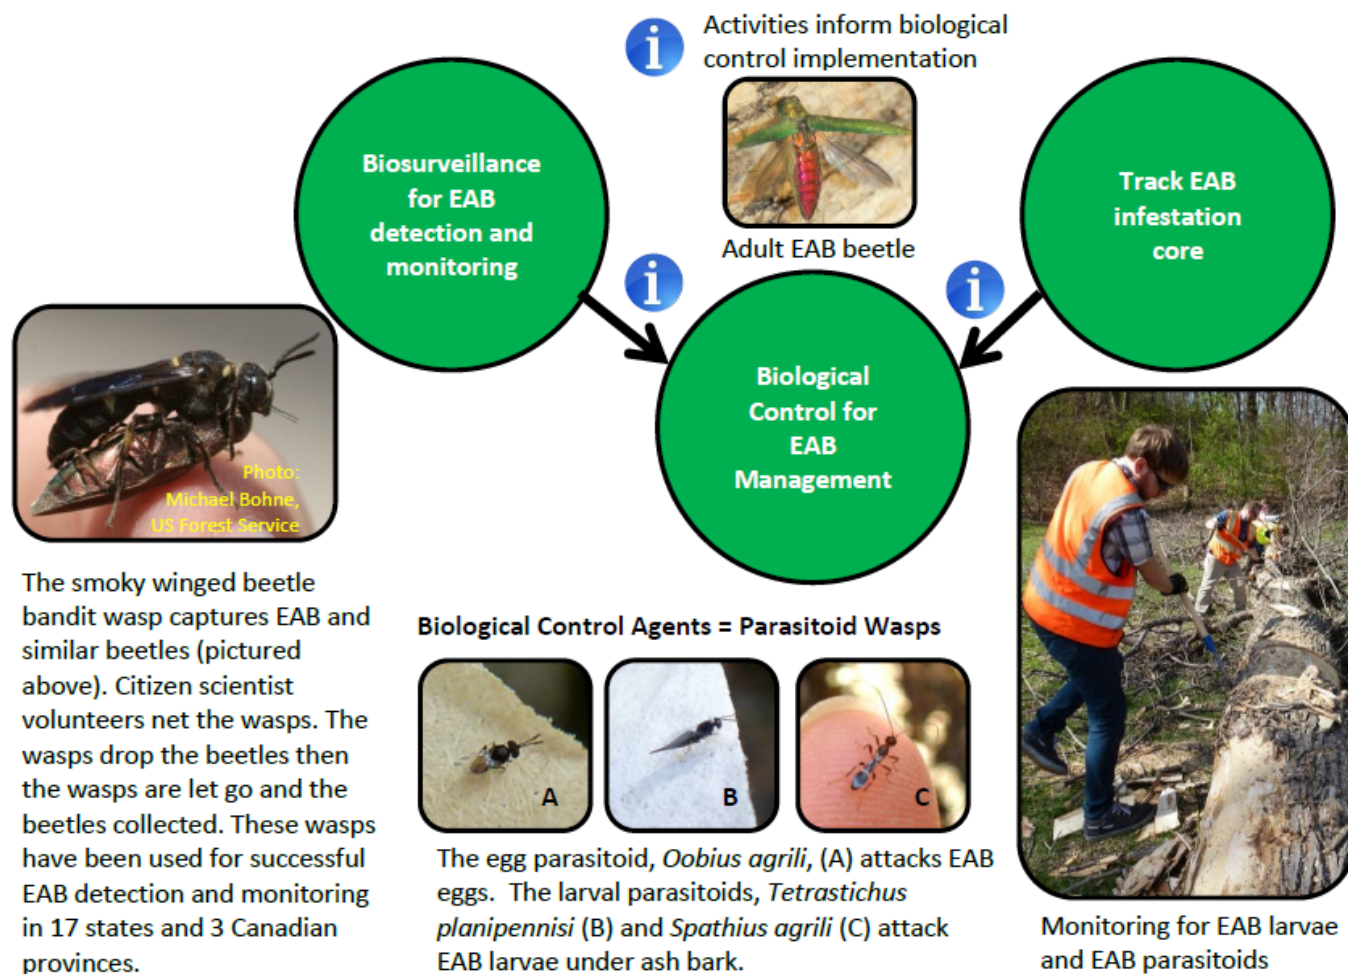 Activities inform biological
control implementation
Biosurveillance
for EAB
detection and
monitoring
Adult EAB beetle
Track EAB
infestation
core
Biological
Control for
EAB
Management
Photo:
Michael Bohne,
US Forest Service
The smoky winged beetle
bandit wasp captures EAB and
similar beetles (pictured
above). Citizen scientist
volunteers net the wasps. The
wasps drop the beetles then
the wasps are let go and the
beetles collected. These wasps
have been used for successful
EAB detection and monitoring
in 17 states and 3 Canadian
provinces.
Biological Control Agents = Parasitoid Wasps
A
B
C
The egg parasitoid, Oobius agrili, (A) attacks EAB
eggs. The larval parasitoids, Tetrastichus
planipennisi (B) and Spathius agrili (C) attack
EAB larvae under ash bark.
Monitoring for EAB larvae
and EAB parasitoids
i
i
i